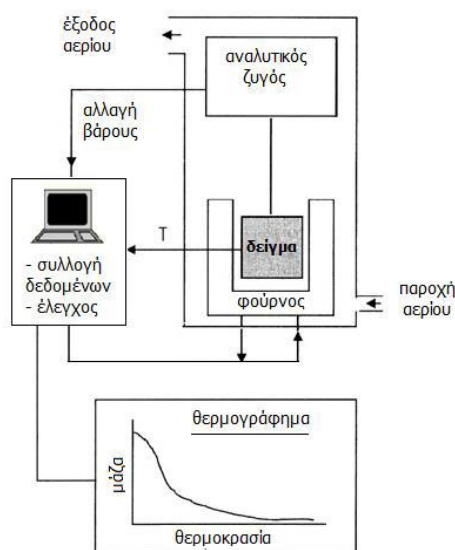 έξοδος
αερίου
αναλυτικός
ζυγός
αλλαγή
βάρους
T
δείγμα
- συλλογή
δεδομένων
- έλεγχος
φούρνος
παροχή
αερίου
θερμογράφημα
μάζα
θερμοκρασία